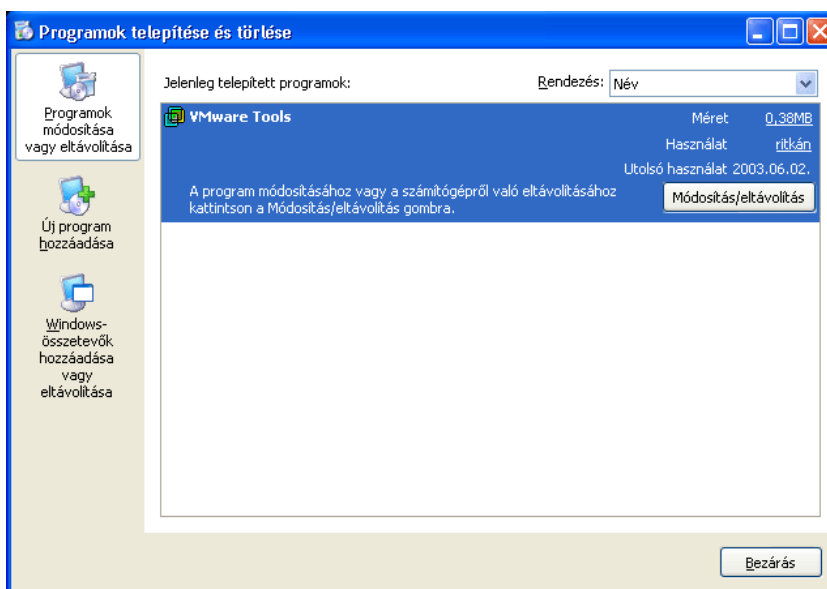 Programok telepítése és törlése
Programok
módosítása
vagy eltávolítása
Új program
hozzáadása
Windows-
összetevők
hozzáadása
vagy
eltávolítása
Jelenleg telepített programok:
Rendezés: Név
VMware Tools
Méret 0,38MB
Használat ritkán
Utolsó használat 2003.06.02.
A program módosításához vagy a számítógépről való eltávolításához
kattintson a Módosítás/eltávolítás gombra.
Módosítás/eltávolítás
Bezárás